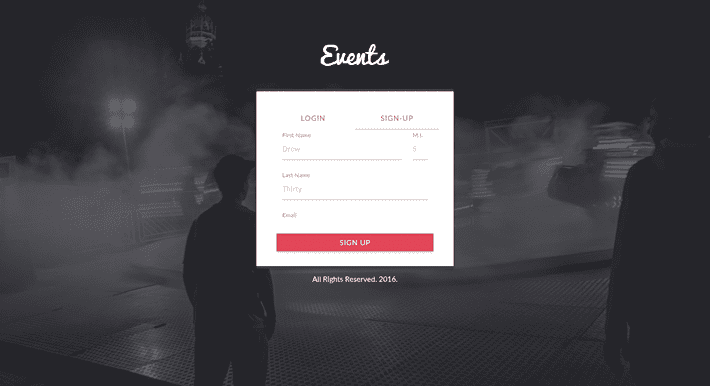 Events
LOGIN SIGN-UP
First Name M.I.
Drew S
Last Name
Thirty
Email
SIGN UP
All Rights Reserved. 2016.